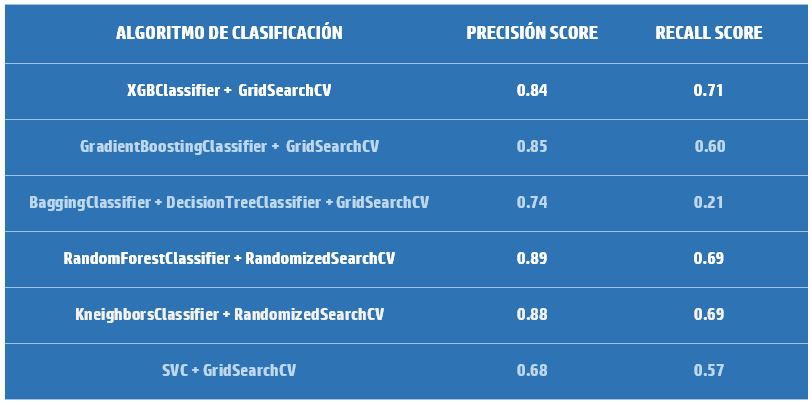 ALGORITMO DE CLASIFICACIÓN PRECISIÓN SCORE RECALL SCORE
XGBClassifier + GridSearchCV 0.84 0.71
GradientBoostingClassifier + GridSearchCV 0.85 0.60
BaggingClassifier + DecisionTreeClassifier + GridSearchCV 0.74 0.21
RandomForestClassifier + RandomizedSearchCV 0.89 0.69
KneighborsClassifier + RandomizedSearchCV 0.88 0.69
SVC + GridSearchCV 0.68 0.57